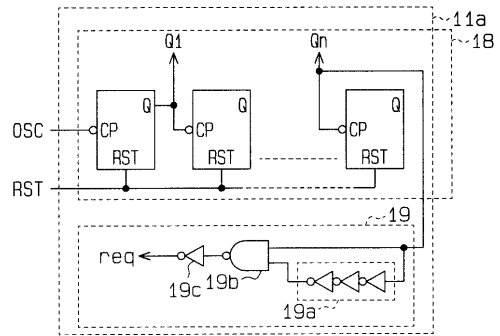 11a
18
Q1 Qn
Q Q Q
OSC CP CP CP
RST RST RST
RST
19
req
19c 19b 19a